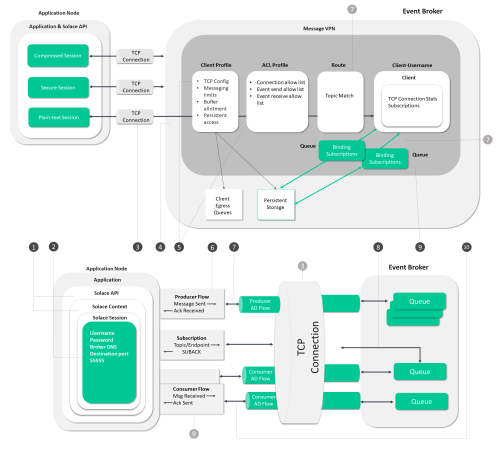 Application Node
Event Broker
Application & Solace API
Message VPN
Compressed Session
TCP
Connection
Secure Session
TCP
Connection
Plain-text Session
TCP
Connection
Client Profile
• TCP Config
• Messaging
limits
• Buffer
allotment
• Persistent
access
ACL Profile
• Connection allow list
• Event send allow list
• Event receive allow
list
Route
Topic Match
Client-Username
Client
TCP Connection Stats
Subscriptions
Queue
Binding
Subscriptions
Binding
Subscriptions
Queue
Client
Egress
Queues
Persistent
Storage
7
7
1
2
3
4
5
6
7
8
9
10
Application Node
Application
Solace API
Solace Context
Solace Session
Username
Password
Broker DNS
Destination port
55555
Producer Flow
Message Sent
Ack Received
Subscription
Topic/Endpoint
SUBACK
Consumer Flow
Msg Received
Ack Sent
Producer
AD Flow
Consumer
AD Flow
Consumer
AD Flow
3
TCP
Connection
Event Broker
Queue
Queue
Queue
9